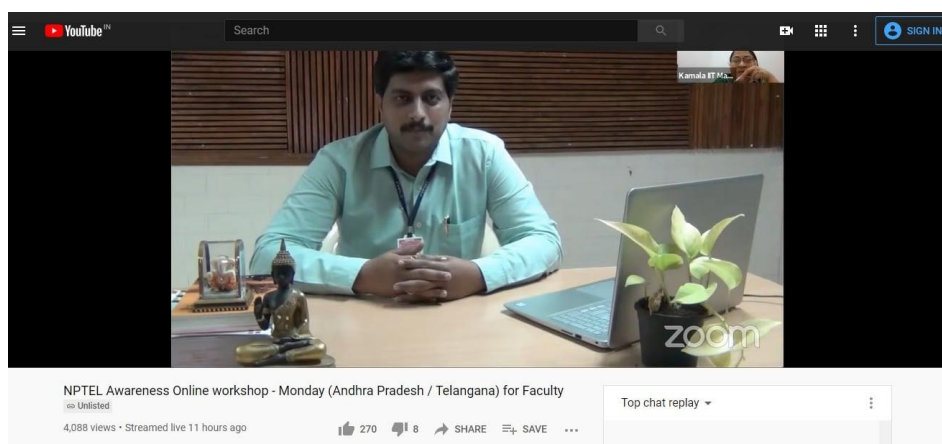 YouTube IN
Search
SIGN IN
Kamala IIT Ma...
zoom
NPTEL Awareness Online workshop - Monday (Andhra Pradesh / Telangana) for Faculty
Unlisted
4,088 views • Streamed live 11 hours ago
270
8
SHARE
SAVE
Top chat replay